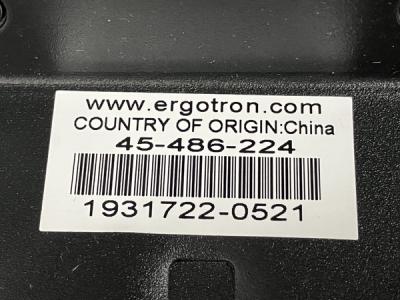 www.ergotron.com
COUNTRY OF ORIGIN:China
45-486-224
1931722-0521